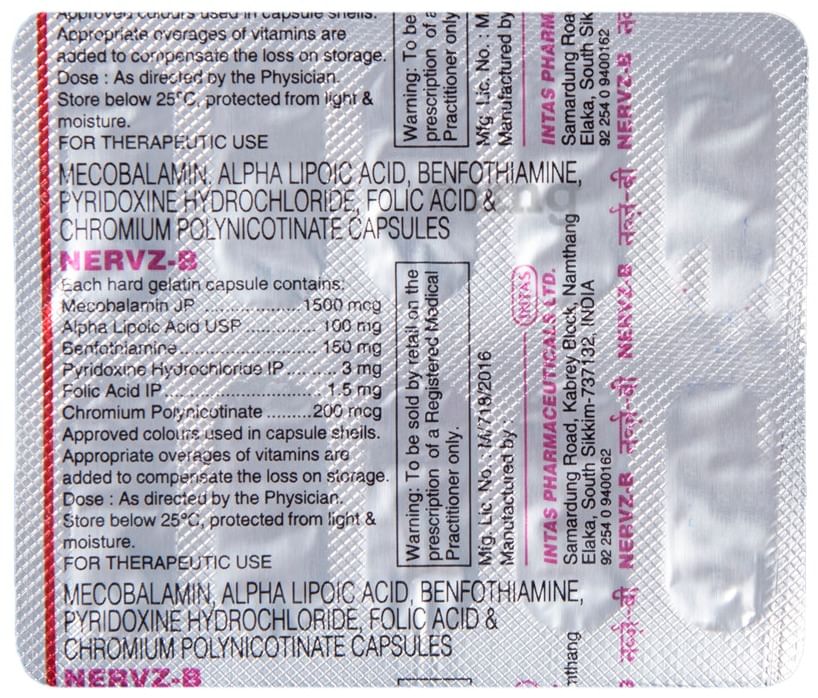 Approved colours used in capsule shells.
Appropriate overages of vitamins are
added to compensate the loss on storage.
Dose : As directed by the Physician.
Store below 25°C, protected from light &
moisture.
FOR THERAPEUTIC USE
Warning: To be
prescription of a
Practitioner only
Mfg. Lic. No. : M
Manufactured by
INTAS PHARM
Samardung Roa
Elaka, South Sik
92 254 0 9400162
MECOBALAMIN, ALPHA LIPOIC ACID, BENFOTHIAMINE,
PYRIDOXINE HYDROCHLORIDE, FOLIC ACID &
CHROMIUM POLYNICOTINATE CAPSULES
NERVZ-B
Each hard gelatin capsule contains:
Mecobalamin JP .................. 1500 mcg
Alpha Lipoic Acid USP ............ 100 mg
Benfothiamine ....................... 150 mg
Pyridoxine Hydrochloride IP ........ 3 mg
Folic Acid IP ........................... 1.5 mg
Chromium Polynicotinate ......... 200 mcg
Approved colours used in capsule shells.
Appropriate overages of vitamins are
added to compensate the loss on storage.
Dose : As directed by the Physician.
Store below 25°C, protected from light &
moisture.
FOR THERAPEUTIC USE
Warning: To be sold by retail on the
prescription of a Registered Medical
Practitioner only.
Mfg. Lic. No. : M/718/2016
Manufactured by
INTAS
INTAS PHARMACEUTICALS LTD.
Samardung Road, Kabrey Block, Namthang
Elaka, South Sikkim-737132, INDIA
92 254 0 9400162
NERVZ-B नर्व्ज़-बी NERVZ-B नर्व्ज़-बी NERVZ-B नर्व्ज़-बी
MECOBALAMIN, ALPHA LIPOIC ACID, BENFOTHIAMINE,
PYRIDOXINE HYDROCHLORIDE, FOLIC ACID &
CHROMIUM POLYNICOTINATE CAPSULES
NERVZ-B
mthang